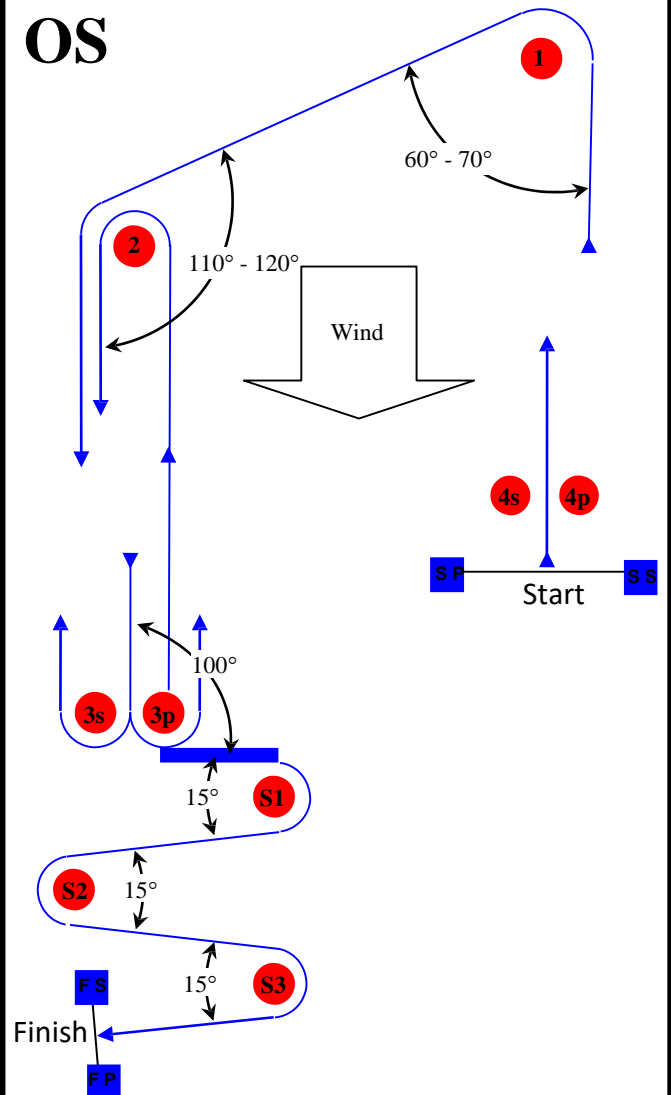 OS
1
60° - 70°
2
110° - 120°
Wind
4s
4p
S P
S S
Start
100°
3s
3p
15°
S1
S2
15°
15°
S3
F S
Finish
F P